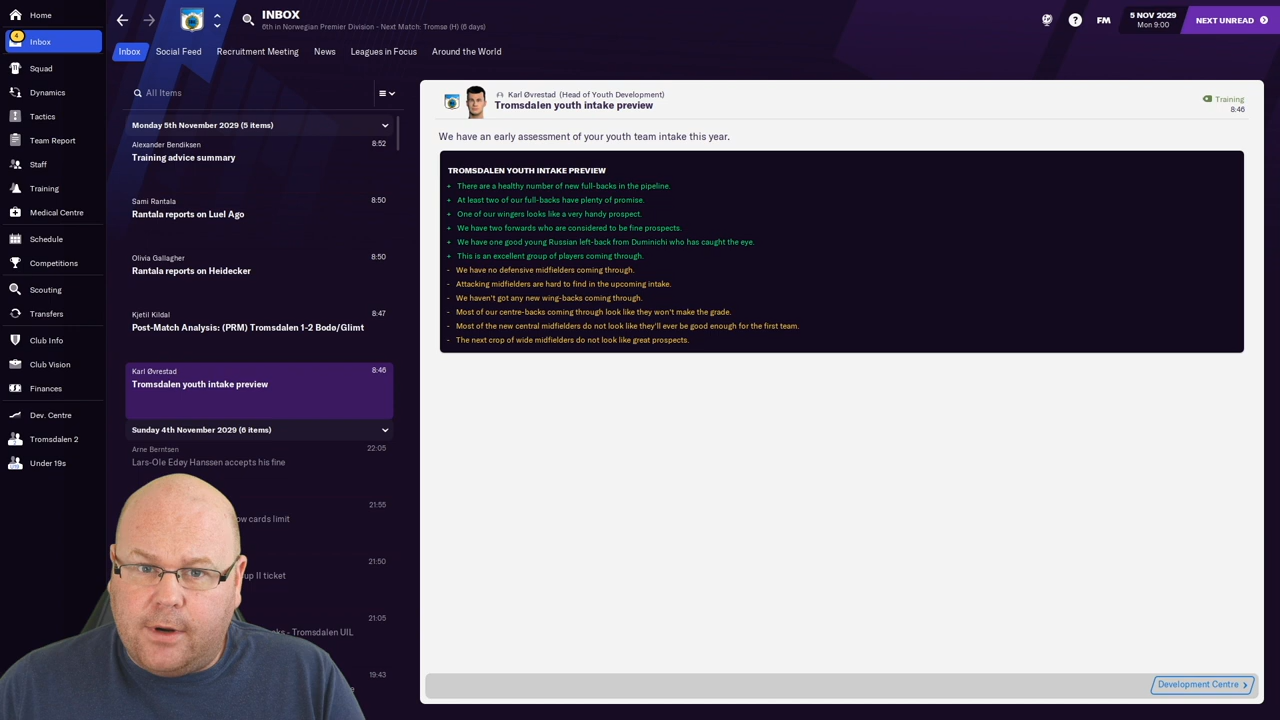 Home
4
Inbox
Squad
Dynamics
Tactics
Team Report
Staff
Training
Medical Centre
Schedule
Competitions
Scouting
Transfers
Club Info
Club Vision
Finances
Dev. Centre
Tromsdalen 2
Under 19s
INBOX
6th in Norwegian Premier Division - Next Match: Tromsø (H) (6 days)
FM
5 NOV 2029
Mon 9:00
NEXT UNREAD
Inbox
Social Feed
Recruitment Meeting
News
Leagues in Focus
Around the World
All Items
Monday 5th November 2029 (5 items)
Alexander Bendiksen 8:52
Training advice summary
Sami Rantala 8:50
Rantala reports on Luel Ago
Olivia Gallagher 8:50
Rantala reports on Heidecker
Kjetil Kildal 8:47
Post-Match Analysis: (PRM) Tromsdalen 1-2 Bodø/Glimt
Karl Øvrestad 8:46
Tromsdalen youth intake preview
Sunday 4th November 2029 (6 items)
Arne Berntsen 22:05
Lars-Ole Edøy Hanssen accepts his fine
21:55
ow cards limit
21:50
up II ticket
21:05
- Tromsdalen UIL
19:43
Karl Øvrestad (Head of Youth Development)
Tromsdalen youth intake preview
Training
8:46
We have an early assessment of your youth team intake this year.
TROMSDALEN YOUTH INTAKE PREVIEW
+ There are a healthy number of new full-backs in the pipeline.
+ At least two of our full-backs have plenty of promise.
+ One of our wingers looks like a very handy prospect.
+ We have two forwards who are considered to be fine prospects.
+ We have one good young Russian left-back from Duminichi who has caught the eye.
+ This is an excellent group of players coming through.
- We have no defensive midfielders coming through.
- Attacking midfielders are hard to find in the upcoming intake.
- We haven't got any new wing-backs coming through.
- Most of our centre-backs coming through look like they won't make the grade.
- Most of the new central midfielders do not look like they'll ever be good enough for the first team.
- The next crop of wide midfielders do not look like great prospects.
Development Centre